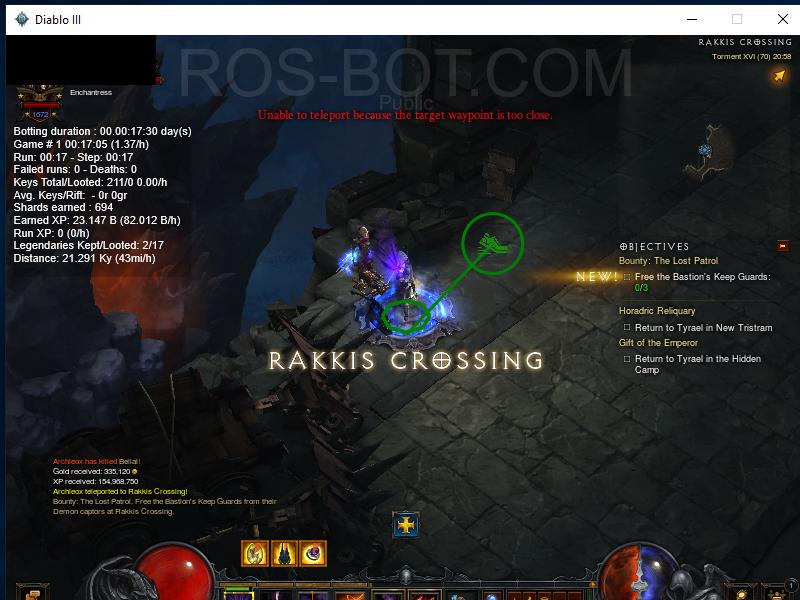 Diablo III
ROS-BOT.COM
Public
RAKKIS CROSSING
Torment XVI (70) 20:58
Enchantress
1672
Unable to teleport because the target waypoint is too close.
Botting duration : 00.00:17:30 day(s)
Game # 1 00:17:05 (1.37/h)
Run: 00:17 - Step: 00:17
Failed runs: 0 - Deaths: 0
Keys Total/Looted: 211/0 0.00/h
Avg. Keys/Rift:  - 0r 0gr
Shards earned : 694
Earned XP: 23.147 B (82.012 B/h)
Run XP: 0 (0/h)
Legendaries Kept/Looted: 2/17
Distance: 21.291 Ky (43mi/h)
OBJECTIVES
Bounty: The Lost Patrol
NEW!
Free the Bastion's Keep Guards:
0/3
Horadric Reliquary
Return to Tyrael in New Tristram
Gift of the Emperor
Return to Tyrael in the Hidden
Camp
RAKKIS CROSSING
Archleox has killed Belial!
Gold received: 335,120
XP received: 154,968,750
Archleox teleported to Rakkis Crossing!
Bounty: The Lost Patrol, Free the Bastion's Keep Guards from their
Demon captors at Rakkis Crossing.
1